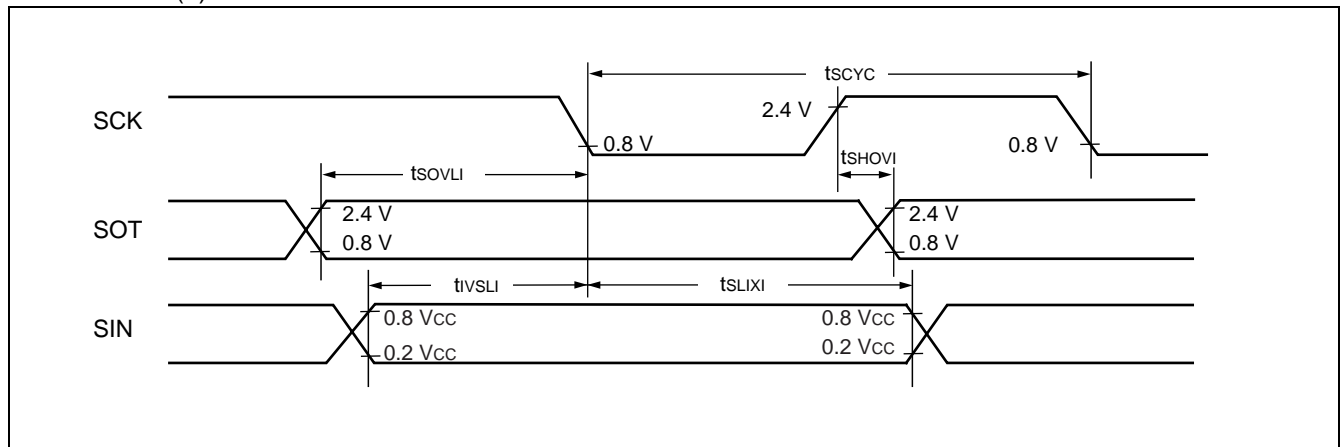 (
tSCYC
SCK
2.4 V
0.8 V
0.8 V
tSHOVI
tSOVLI
SOT
2.4 V
2.4 V
0.8 V
0.8 V
tIVSLI
tSLIXI
SIN
0.8 VCC
0.8 VCC
0.2 VCC
0.2 VCC